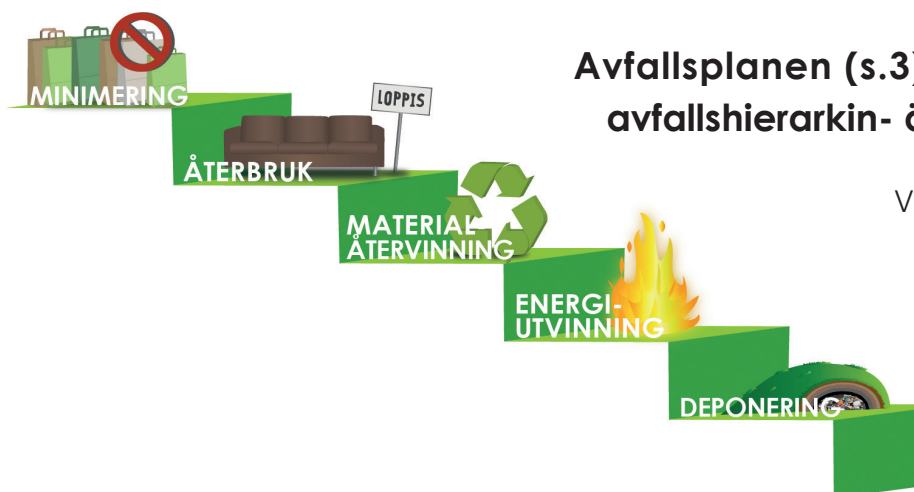 Avfallsplanen (s.3)
avfallshierarkin-
V
MINIMERING
LOPPIS
ÅTERBRUK
MATERIAL-
ÅTERVINNING
ENERGI-
UTVINNING
DEPONERING